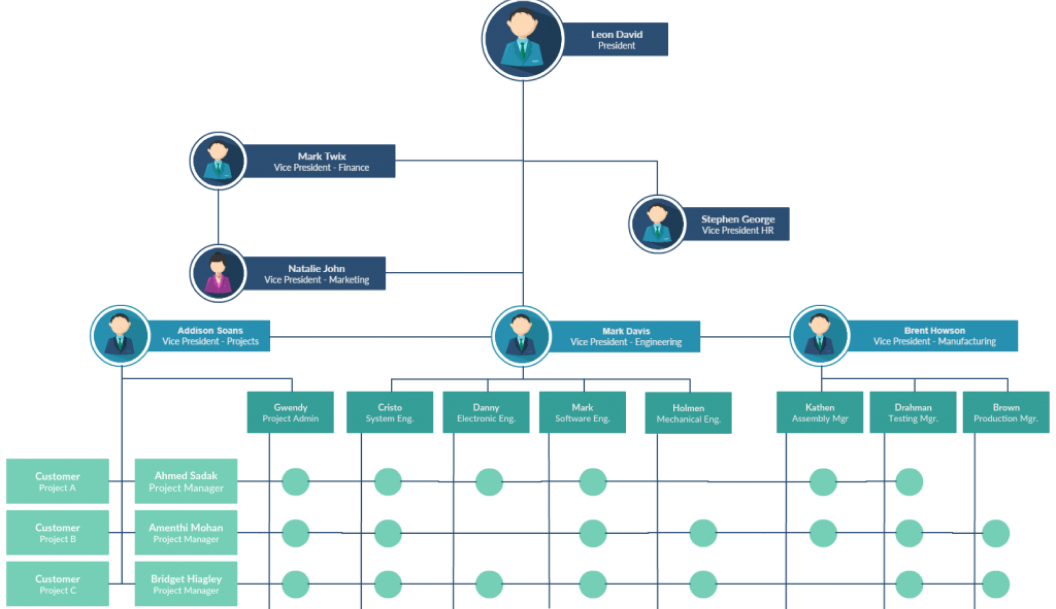 Leon David
President
Mark Twix
Vice President - Finance
Stephen George
Vice President HR
Natalie John
Vice President - Marketing
Addison Soans
Vice President - Projects
Mark Davis
Vice President - Engineering
Brent Howson
Vice President - Manufacturing
Gwendy
Project Admin
Cristo
System Eng.
Danny
Electronic Eng.
Mark
Software Eng.
Holmen
Mechanical Eng.
Kathen
Assembly Mgr
Drahman
Testing Mgr.
Brown
Production Mgr.
Customer
Project A
Ahmed Sadak
Project Manager
Customer
Project B
Amenthi Mohan
Project Manager
Customer
Project C
Bridget Hiagley
Project Manager